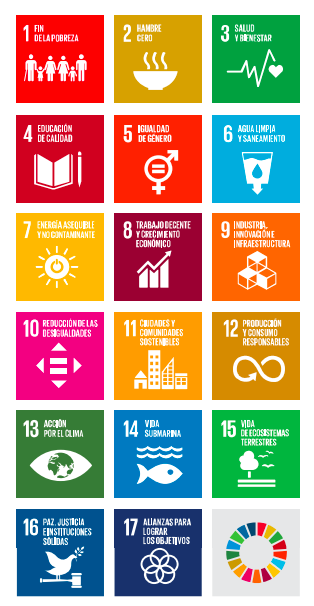 1 FIN
DE LA POBREZA
2 HAMBRE
CERO
3 SALUD
Y BIENESTAR
4 EDUCACIÓN
DE CALIDAD
5 IGUALDAD
DE GÉNERO
6 AGUA LIMPIA
Y SANEAMIENTO
7 ENERGÍA ASEQUIBLE
Y NO CONTAMINANTE
8 TRABAJO DECENTE
Y CRECIMIENTO
ECONÓMICO
9 INDUSTRIA,
INNOVACIÓN E
INFRAESTRUCTURA
10 REDUCCIÓN DE LAS
DESIGUALDADES
11 CIUDADES Y
COMUNIDADES
SOSTENIBLES
12 PRODUCCIÓN
Y CONSUMO
RESPONSABLES
13 ACCIÓN
POR EL CLIMA
14 VIDA
SUBMARINA
15 VIDA
DE ECOSISTEMAS
TERRESTRES
16 PAZ, JUSTICIA
E INSTITUCIONES
SÓLIDAS
17 ALIANZAS PARA
LOGRAR
LOS OBJETIVOS